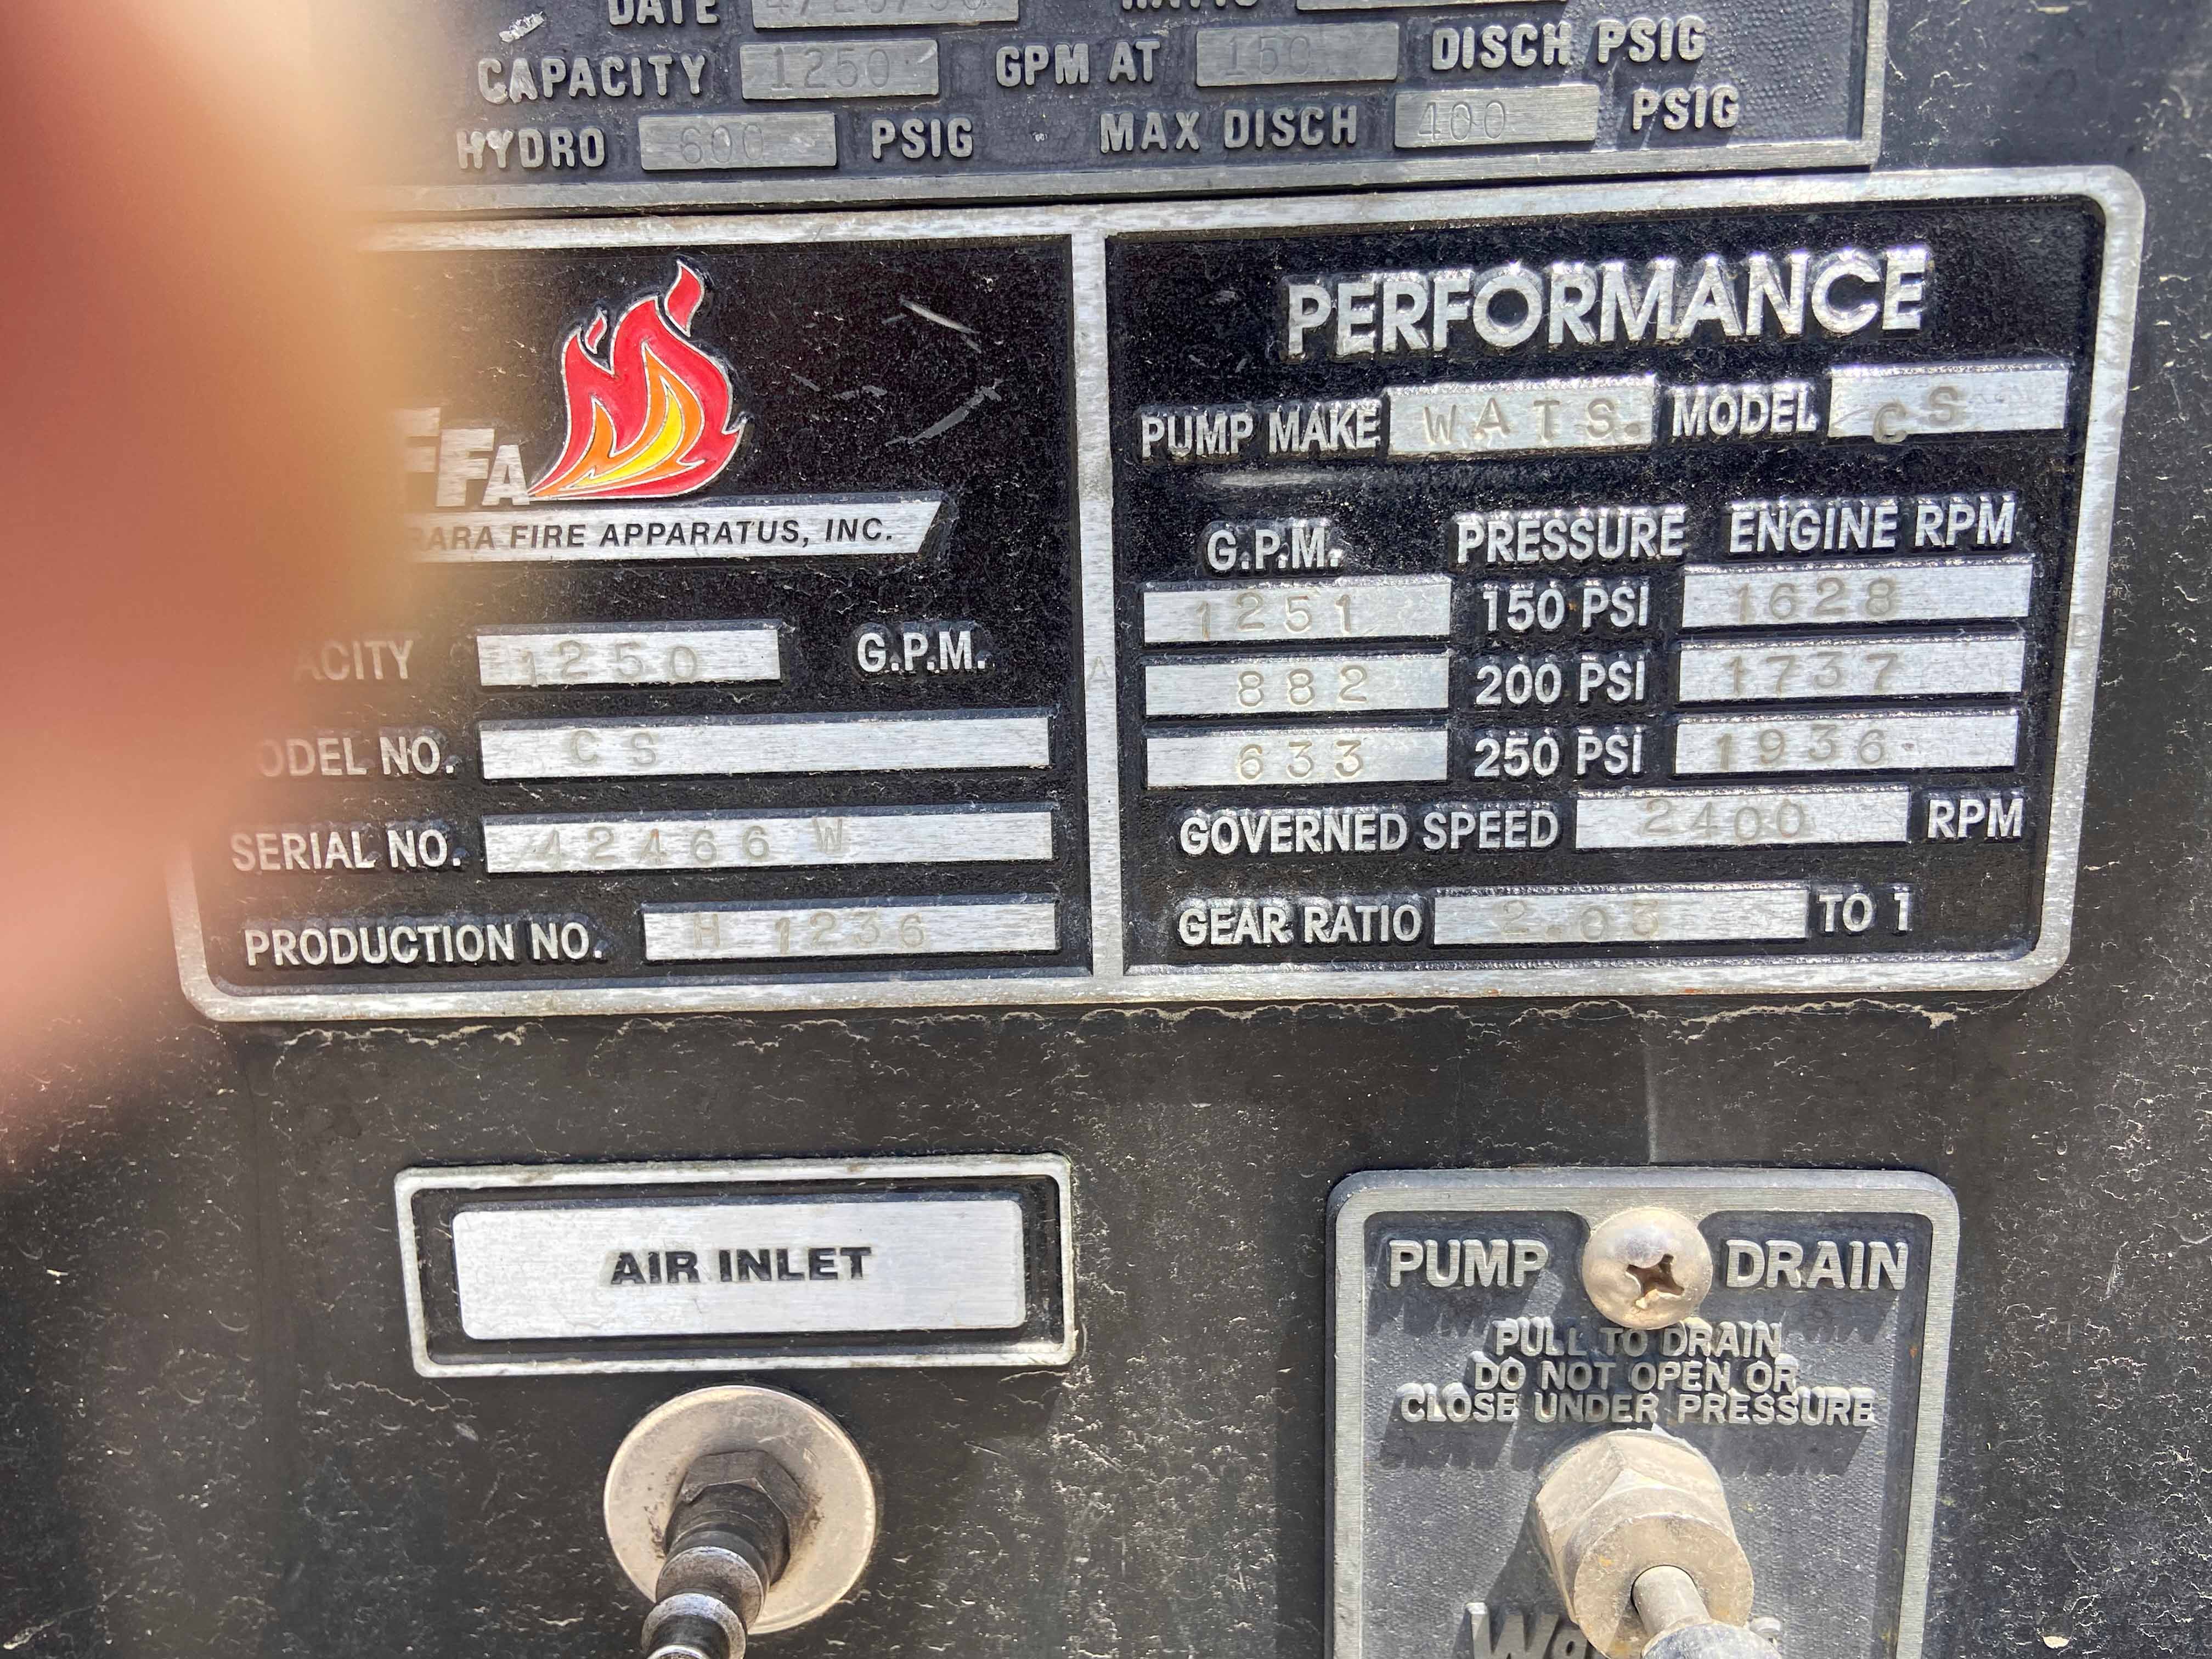 DATE
CAPACITY 1250 GPM AT 150 DISCH PSIG
HYDRO 600 PSIG MAX DISCH 400 PSIG
FFA
RARA FIRE APPARATUS, INC.
ACITY 1250 G.P.M.
ODEL NO. CS
SERIAL NO. 42466 W
PRODUCTION NO. H 1236
PERFORMANCE
PUMP MAKE WATS. MODEL CS
G.P.M. PRESSURE ENGINE RPM
1251 150 PSI 1628
882 200 PSI 1737
633 250 PSI 1936
GOVERNED SPEED 2400 RPM
GEAR RATIO 2.03 TO 1
AIR INLET
PUMP DRAIN
PULL TO DRAIN
DO NOT OPEN OR
CLOSE UNDER PRESSURE